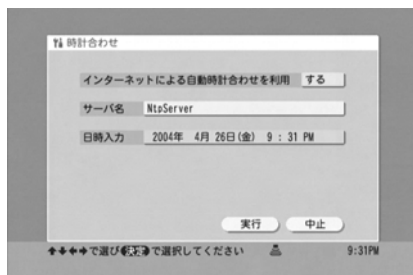 時計合わせ
インターネットによる自動時計合わせを利用 する
サーバ名 NtpServer
日時入力 2004年 4月 26日(金) 9 : 31 PM
実行 中止
で選び 決定 で選択してください 9:31PM